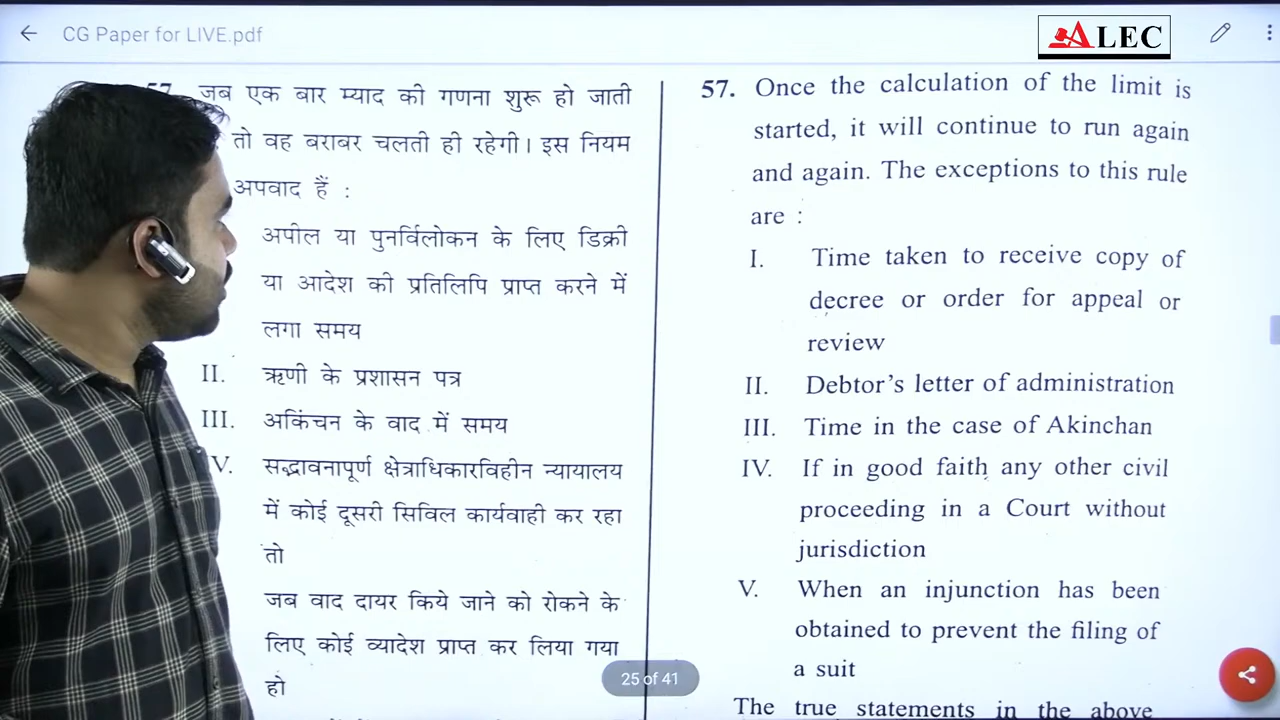 CG Paper for LIVE.pdf
ALEC
57. जब एक बार म्याद की गणना शुरू हो जाती
तो वह बराबर चलती ही रहेगी। इस नियम
अपवाद हैं :
अपील या पुनर्विलोकन के लिए डिक्री
या आदेश की प्रतिलिपि प्राप्त करने में
लगा समय
II. ऋणी के प्रशासन पत्र
III. अकिंचन के वाद में समय
V. सद्भावनापूर्ण क्षेत्राधिकारविहीन न्यायालय
में कोई दूसरी सिविल कार्यवाही कर रहा
तो
जब वाद दायर किये जाने को रोकने के
लिए कोई व्यादेश प्राप्त कर लिया गया
हो
57. Once the calculation of the limit is
started, it will continue to run again
and again. The exceptions to this rule
are :
I. Time taken to receive copy of
decree or order for appeal or
review
II. Debtor's letter of administration
III. Time in the case of Akinchan
IV. If in good faith any other civil
proceeding in a Court without
jurisdiction
V. When an injunction has been
obtained to prevent the filing of
a suit
The true statements in the above
25 of 41